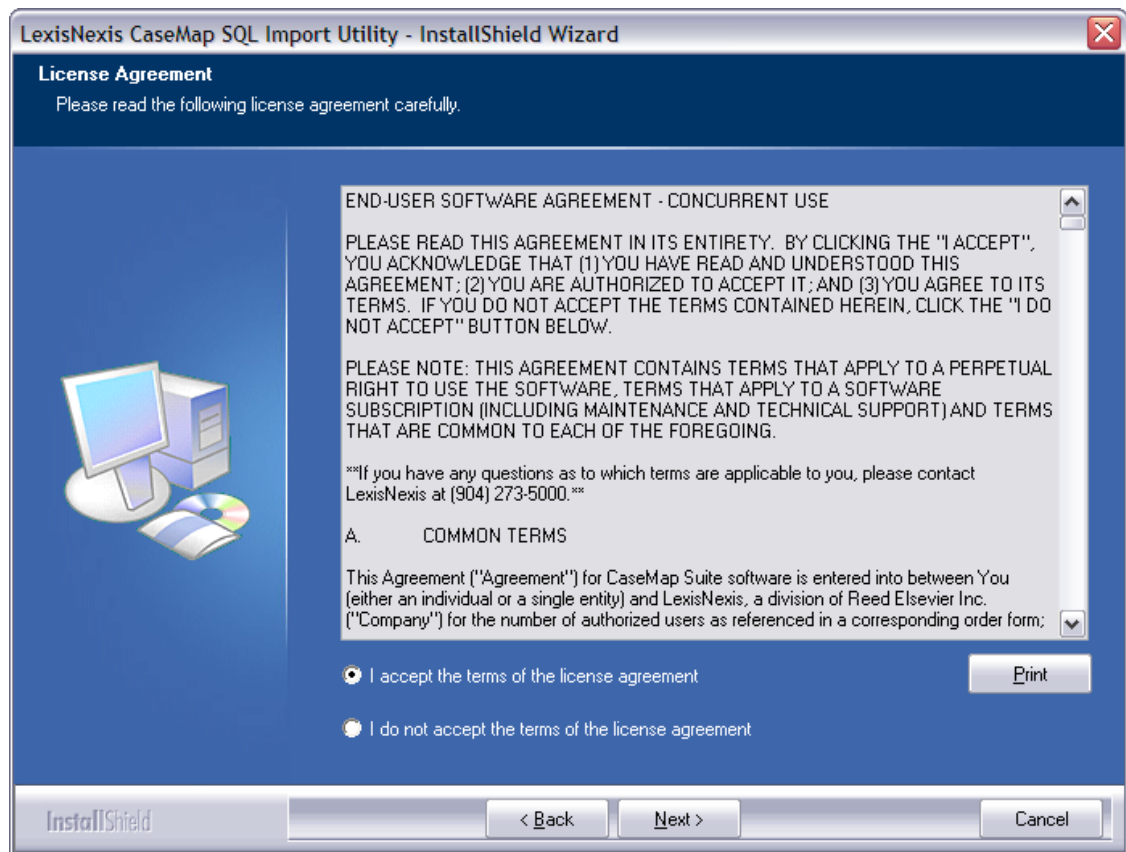 LexisNexis CaseMap SQL Import Utility - InstallShield Wizard
License Agreement
Please read the following license agreement carefully.
END-USER SOFTWARE AGREEMENT - CONCURRENT USE
PLEASE READ THIS AGREEMENT IN ITS ENTIRETY.  BY CLICKING THE "I ACCEPT",
YOU ACKNOWLEDGE THAT (1) YOU HAVE READ AND UNDERSTOOD THIS
AGREEMENT; (2) YOU ARE AUTHORIZED TO ACCEPT IT; AND (3) YOU AGREE TO ITS
TERMS.  IF YOU DO NOT ACCEPT THE TERMS CONTAINED HEREIN, CLICK THE "I DO
NOT ACCEPT" BUTTON BELOW.
PLEASE NOTE: THIS AGREEMENT CONTAINS TERMS THAT APPLY TO A PERPETUAL
RIGHT TO USE THE SOFTWARE, TERMS THAT APPLY TO A SOFTWARE
SUBSCRIPTION (INCLUDING MAINTENANCE AND TECHNICAL SUPPORT) AND TERMS
THAT ARE COMMON TO EACH OF THE FOREGOING.
**If you have any questions as to which terms are applicable to you, please contact
LexisNexis at (904) 273-5000.**
A. COMMON TERMS
This Agreement ("Agreement") for CaseMap Suite software is entered into between You
(either an individual or a single entity) and LexisNexis, a division of Reed Elsevier Inc.
("Company") for the number of authorized users as referenced in a corresponding order form;
I accept the terms of the license agreement
Print
I do not accept the terms of the license agreement
InstallShield
< Back
Next >
Cancel